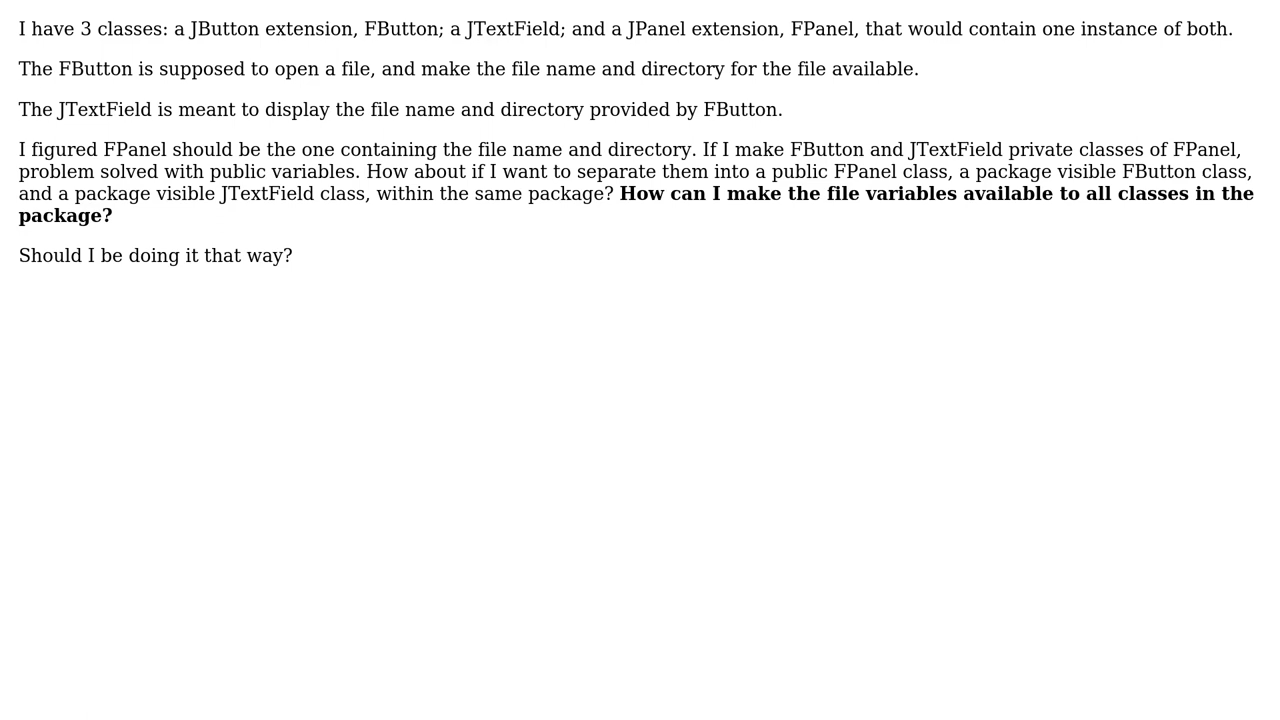 I have 3 classes: a JButton extension, FButton; a JTextField; and a JPanel extension, FPanel, that would contain one instance of both.
The FButton is supposed to open a file, and make the file name and directory for the file available.
The JTextField is meant to display the file name and directory provided by FButton.
I figured FPanel should be the one containing the file name and directory. If I make FButton and JTextField private classes of FPanel,
problem solved with public variables. How about if I want to separate them into a public FPanel class, a package visible FButton class,
and a package visible JTextField class, within the same package? How can I make the file variables available to all classes in the
package?
Should I be doing it that way?